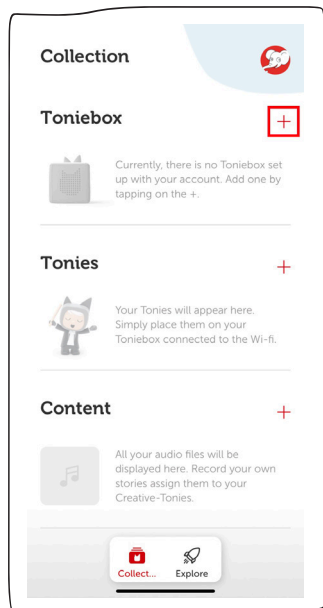 Collection
Toniebox
Currently, there is no Toniebox set
up with your account. Add one by
tapping on the +.
Tonies
Your Tonies will appear here.
Simply place them on your
Toniebox connected to the Wi-fi.
Content
All your audio files will be
displayed here. Record your own
stories assign them to your
Creative-Tonies.
Collect... Explore